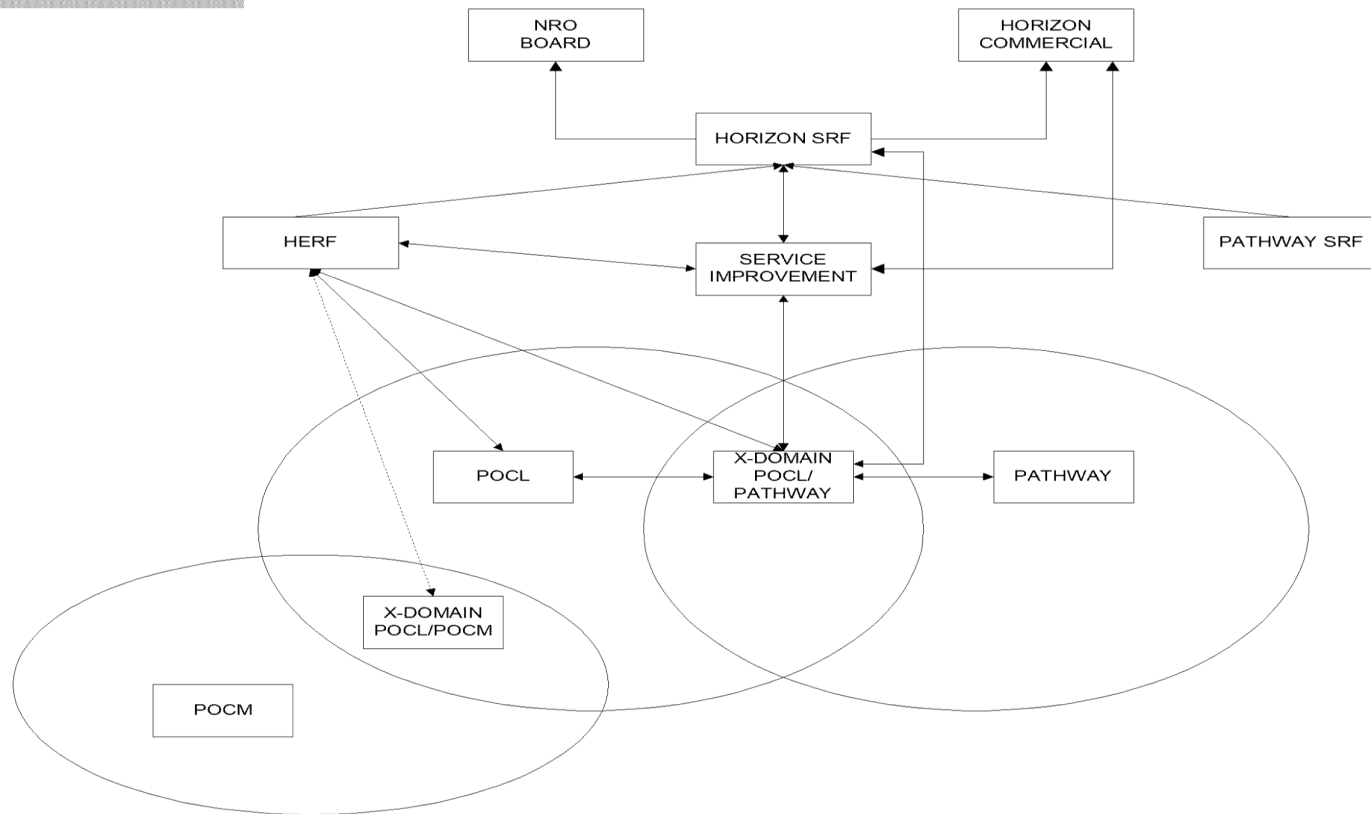 NRO
BOARD
HORIZON
COMMERCIAL
HORIZON SRF
HERF
PATHWAY SRF
SERVICE
IMPROVEMENT
POCL
X-DOMAIN
POCL/
PATHWAY
PATHWAY
X-DOMAIN
POCL/POCM
POCM